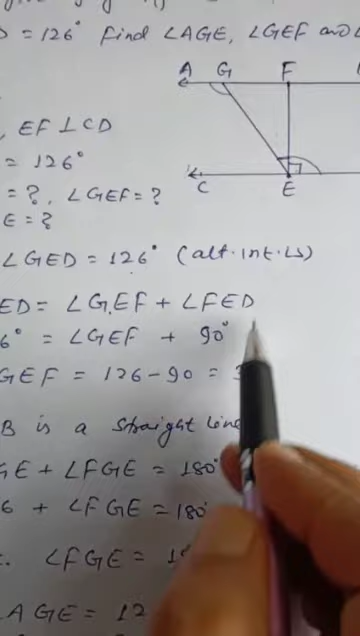 = 126° Find ∠AGE, ∠GEF and
A G F
, EF ⊥ CD
= 126°
= ?, ∠GEF = ?
E = ?
C E
∠GED = 126° (alt. int. ∠s)
ED = ∠GEF + ∠FED
6° = ∠GEF + 90°
GEF = 126 - 90 =
B is a straight line
GE + ∠FGE = 180°
6 + ∠FGE = 180°
∠FGE =
AGE = 12